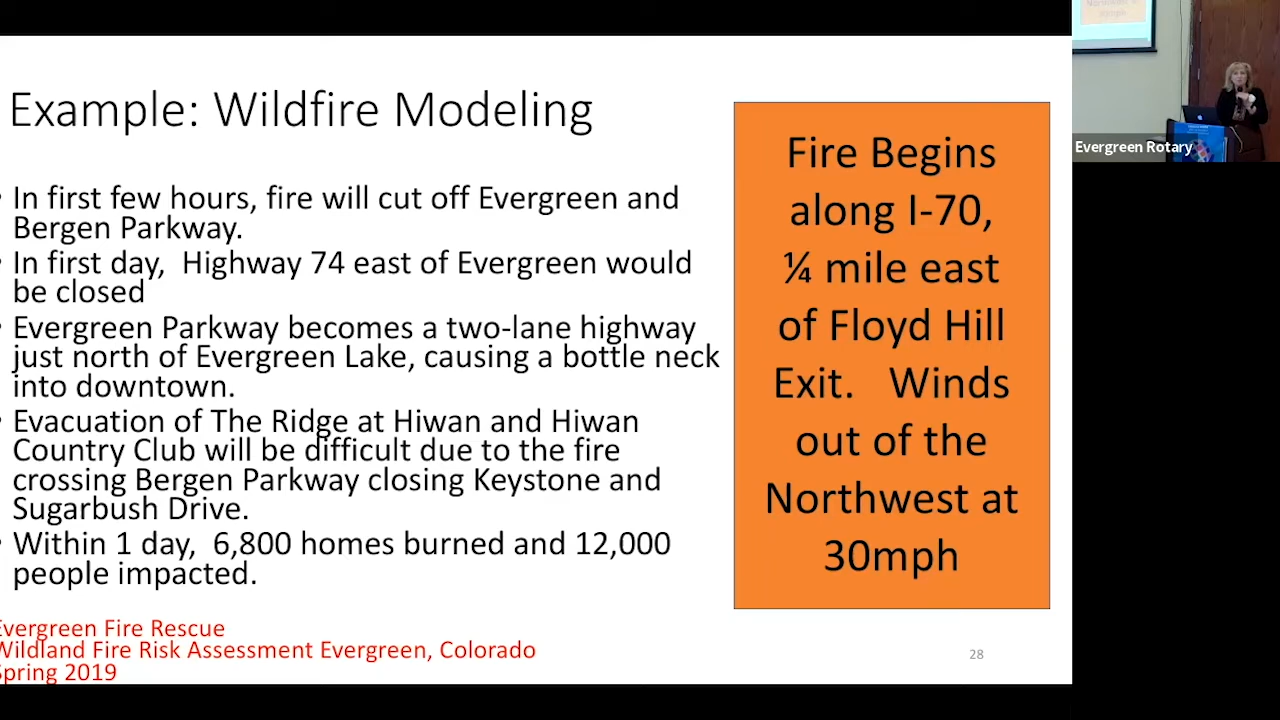 Example: Wildfire Modeling
• In first few hours, fire will cut off Evergreen and
Bergen Parkway.
• In first day,  Highway 74 east of Evergreen would
be closed
• Evergreen Parkway becomes a two-lane highway
just north of Evergreen Lake, causing a bottle neck
into downtown.
• Evacuation of The Ridge at Hiwan and Hiwan
Country Club will be difficult due to the fire
crossing Bergen Parkway closing Keystone and
Sugarbush Drive.
• Within 1 day,  6,800 homes burned and 12,000
people impacted.
Evergreen Fire Rescue
Wildland Fire Risk Assessment Evergreen, Colorado
Spring 2019
Fire Begins
along I-70,
¼ mile east
of Floyd Hill
Exit.   Winds
out of the
Northwest at
30mph
28
Evergreen Rotary